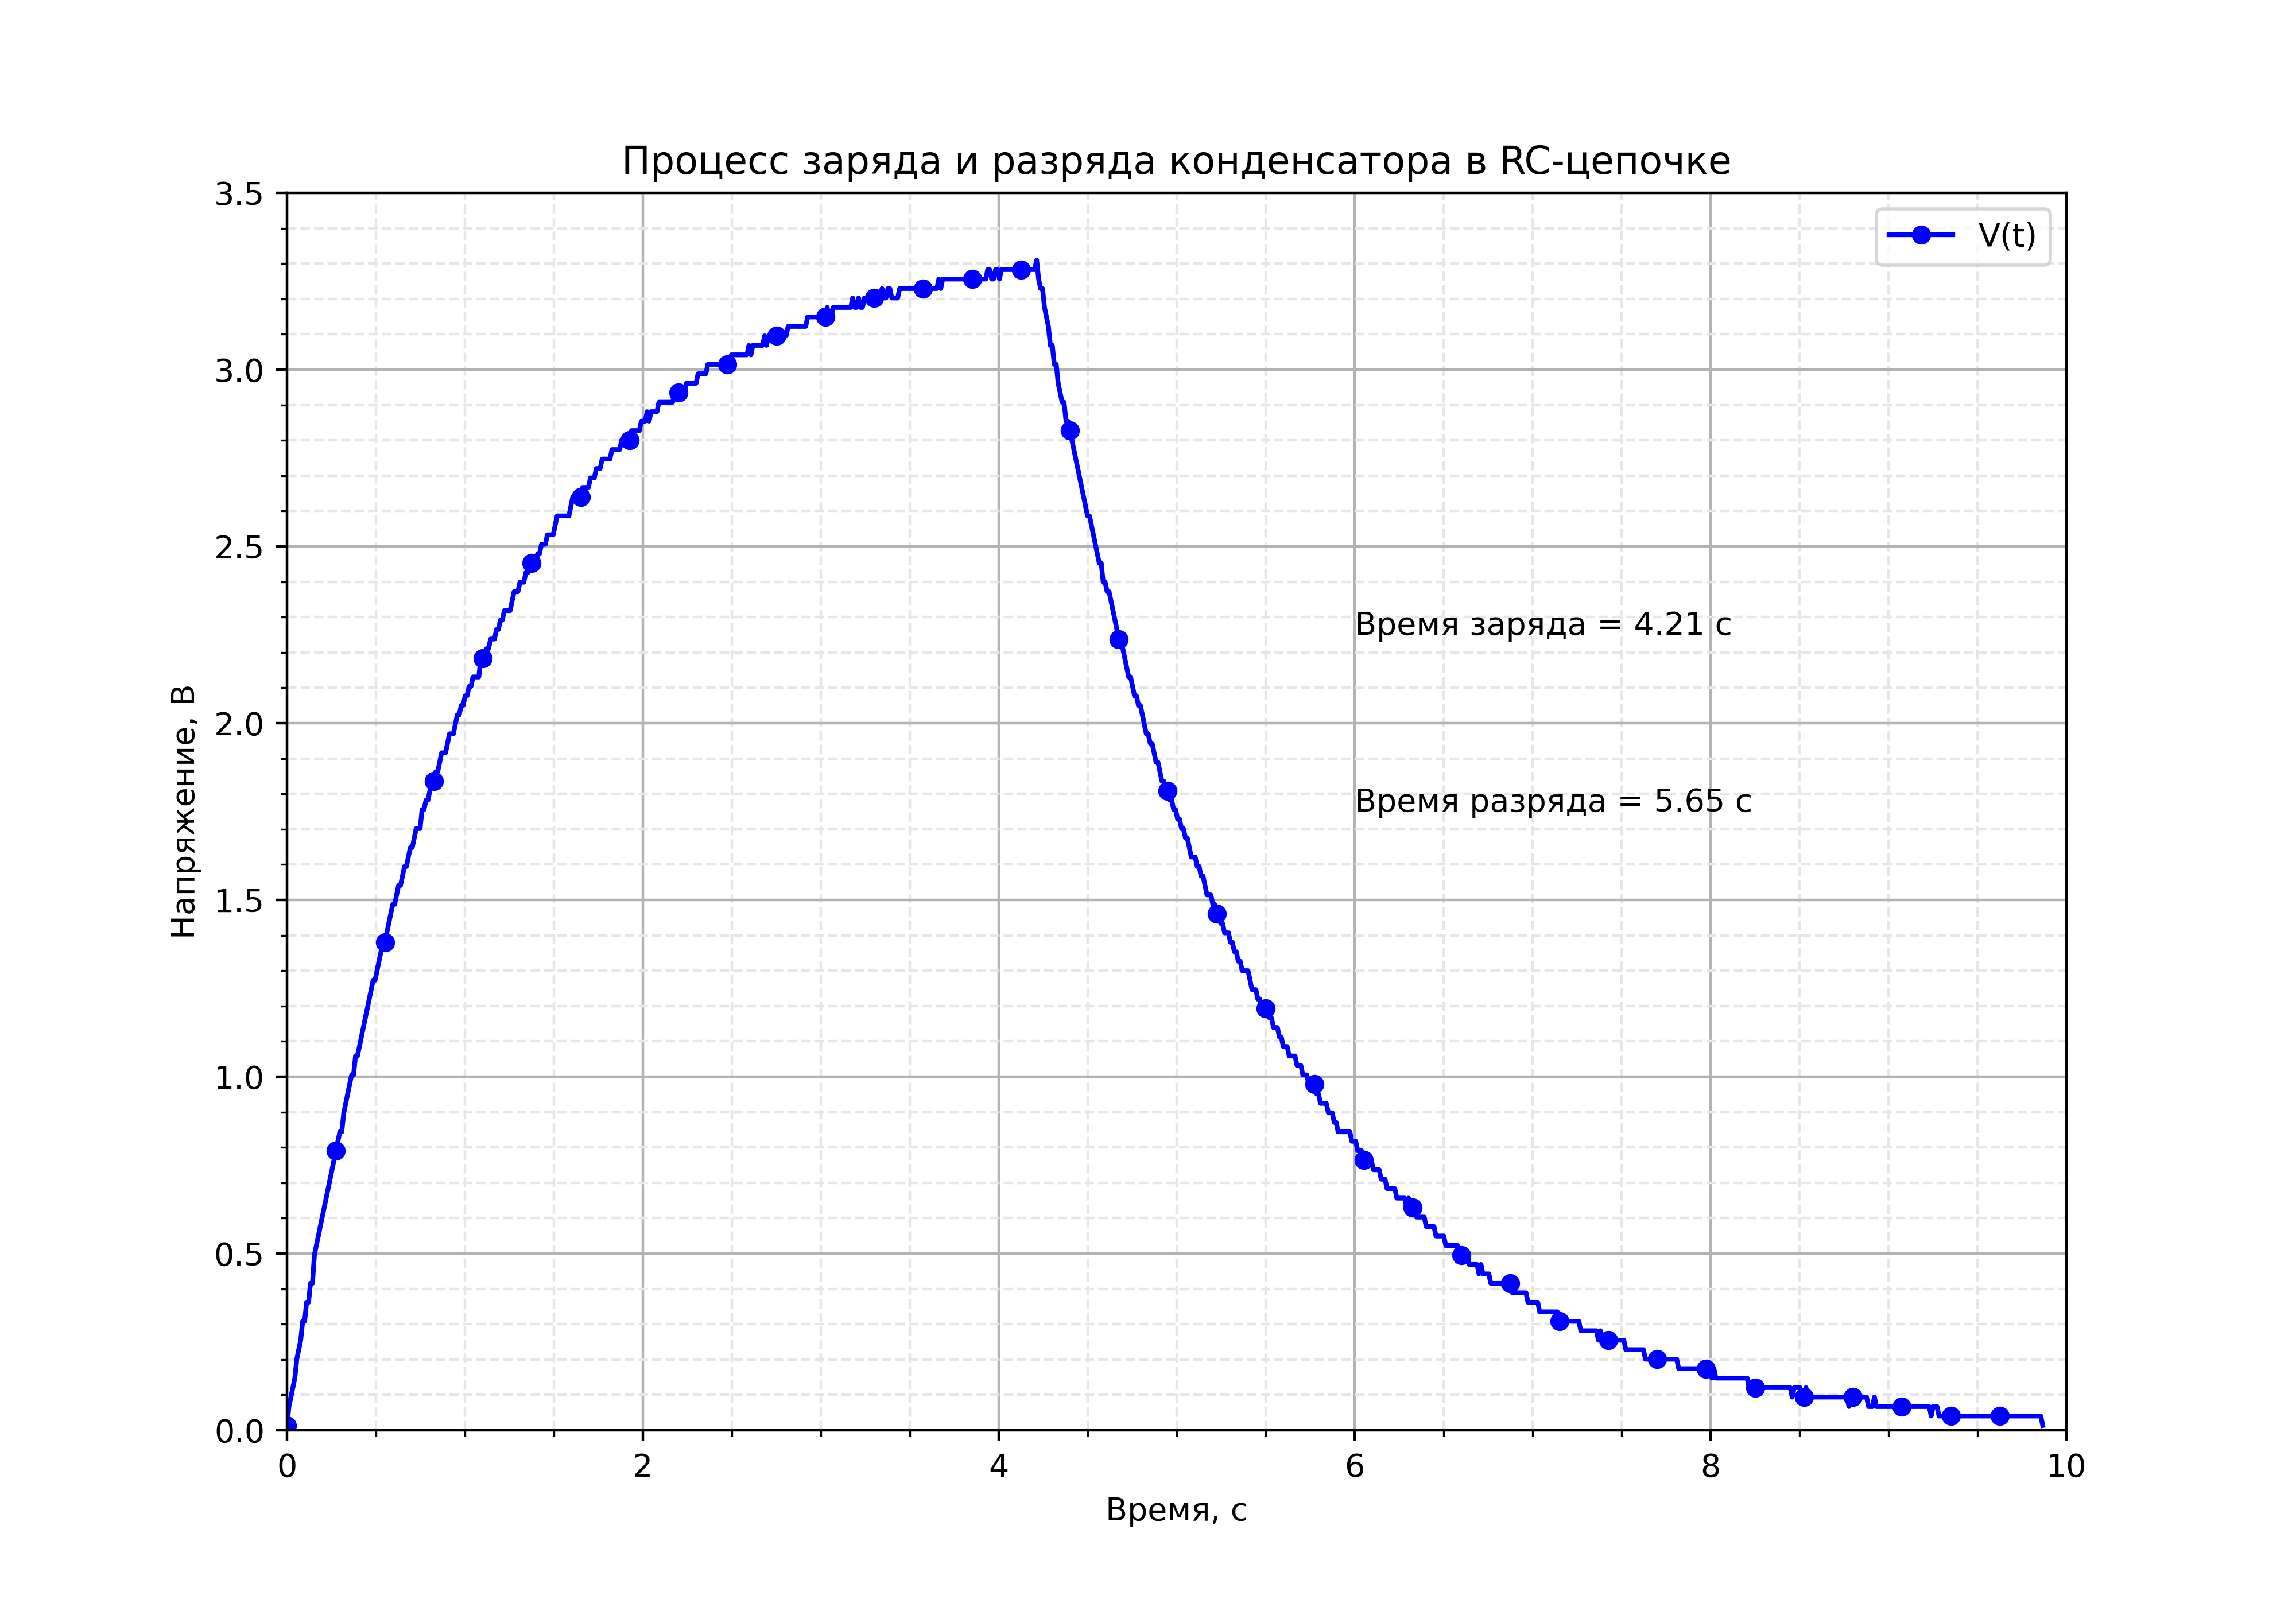 Процесс заряда и разряда конденсатора в RC-цепочке
V(t)
3.5
3.0
2.5
2.0
1.5
1.0
0.5
0.0
Напряжение, В
Время заряда = 4.21 с
Время разряда = 5.65 с
0 2 4 6 8 10
Время, с